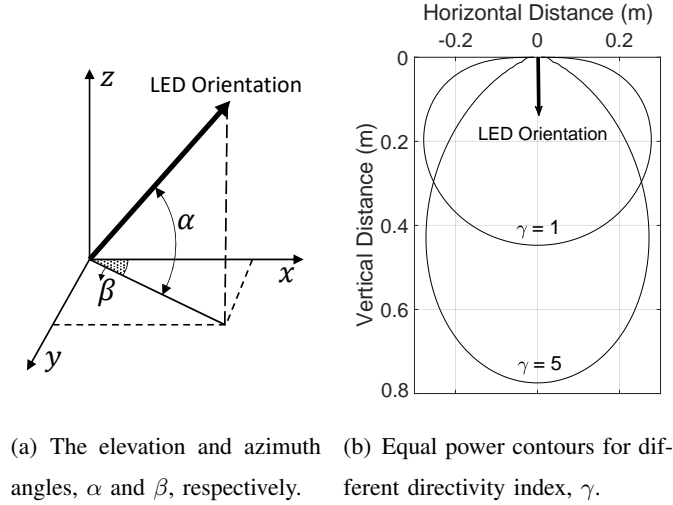 z
LED Orientation
α
x
β
y
Horizontal Distance (m)
-0.2 0 0.2
Vertical Distance (m)
0
0.2
0.4
0.6
0.8
LED Orientation
γ = 1
γ = 5
(a) The elevation and azimuth
angles, α and β, respectively.
(b) Equal power contours for dif-
ferent directivity index, γ.